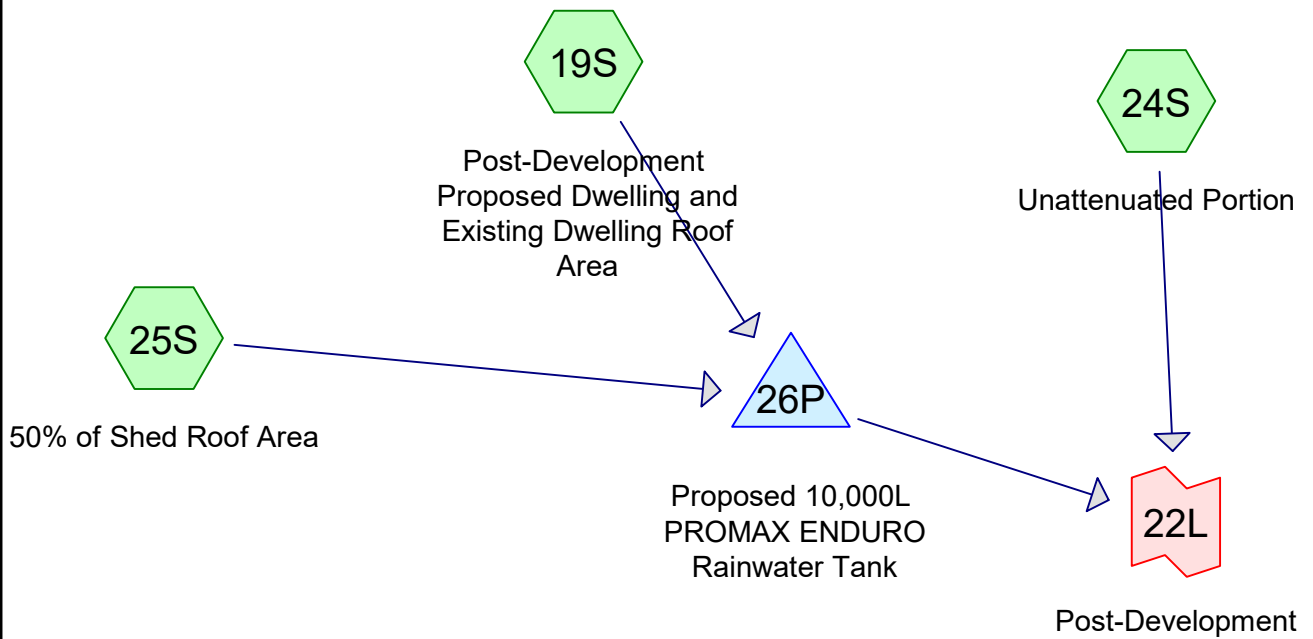 19S
Post-Development
Proposed Dwelling and
Existing Dwelling Roof
Area
24S
Unattenuated Portion
25S
50% of Shed Roof Area
26P
Proposed 10,000L
PROMAX ENDURO
Rainwater Tank
22L
Post-Development